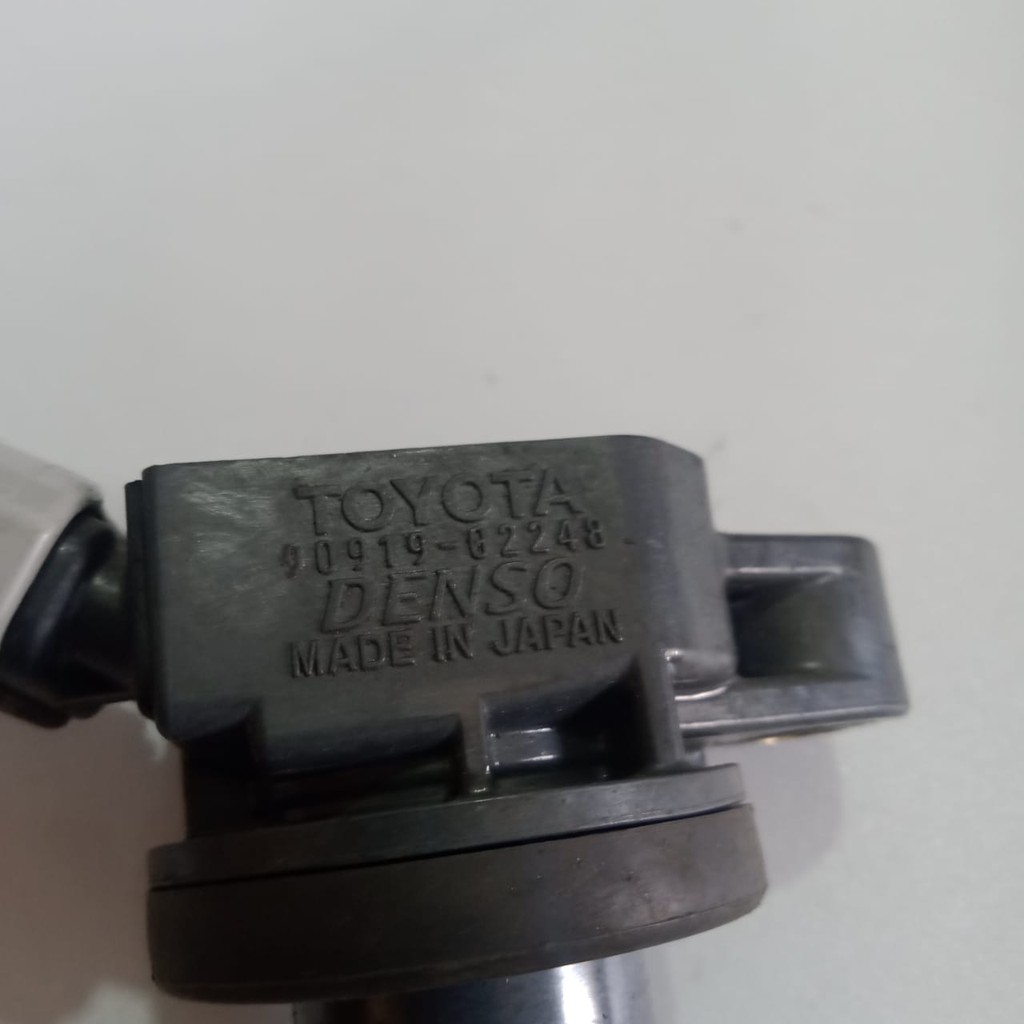 TOYOTA
90919-02248
DENSO
MADE IN JAPAN